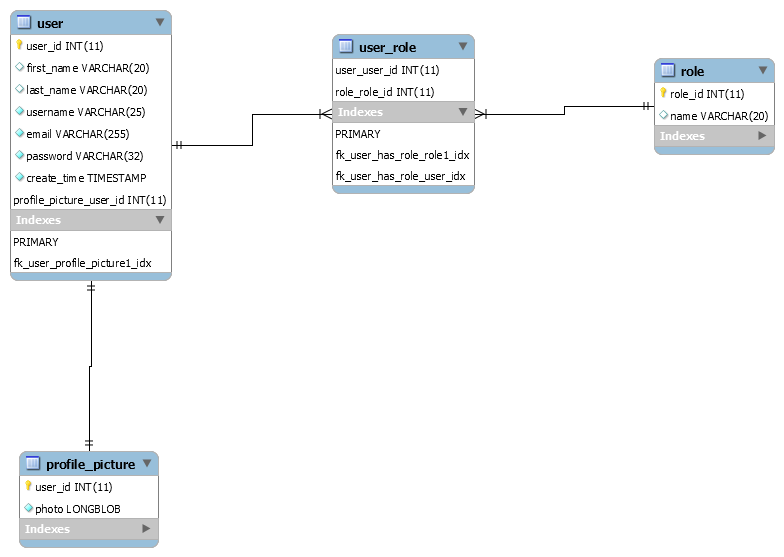 user
user_id INT(11)
first_name VARCHAR(20)
last_name VARCHAR(20)
username VARCHAR(25)
email VARCHAR(255)
password VARCHAR(32)
create_time TIMESTAMP
profile_picture_user_id INT(11)
Indexes
PRIMARY
fk_user_profile_picture1_idx
user_role
user_user_id INT(11)
role_role_id INT(11)
Indexes
PRIMARY
fk_user_has_role_role1_idx
fk_user_has_role_user_idx
role
role_id INT(11)
name VARCHAR(20)
Indexes
profile_picture
user_id INT(11)
photo LONGBLOB
Indexes